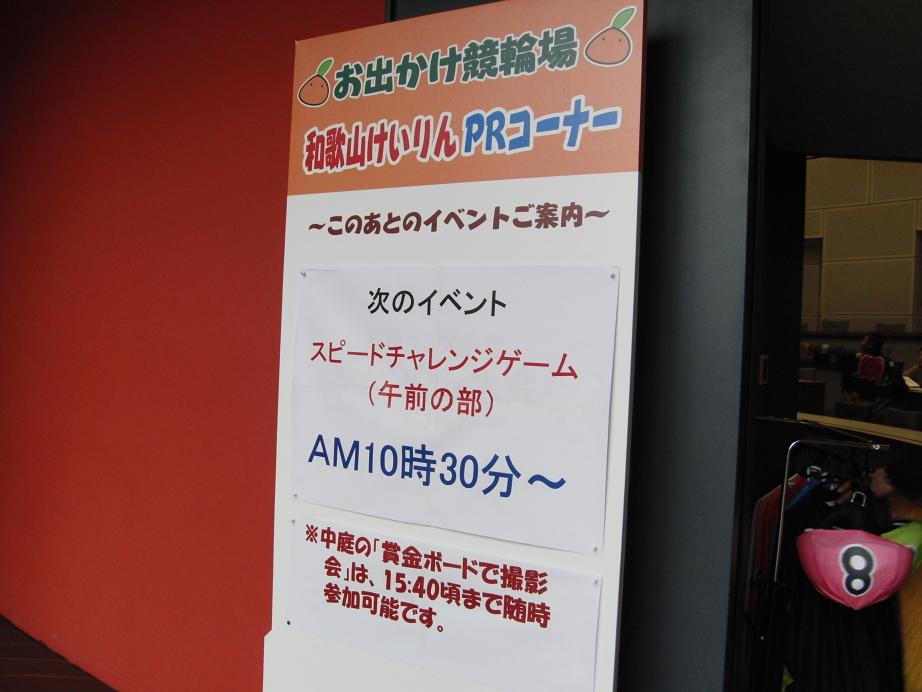 お出かけ競輪場
和歌山けいりんPRコーナー
～このあとのイベントご案内～
次のイベント
スピードチャレンジゲーム
（午前の部）
AM10時30分～
※中庭の「賞金ボードで撮影
会」は、15:40頃まで随時
参加可能です。
8